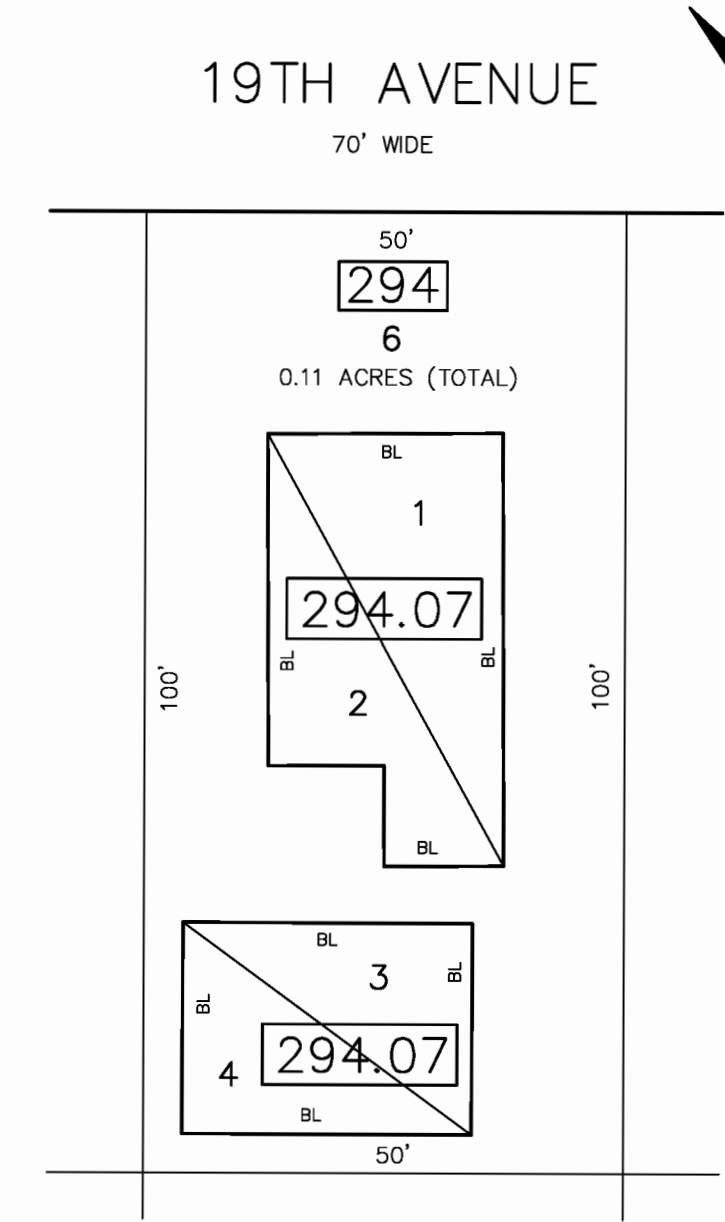 19TH AVENUE
70' WIDE
50'
294
6
0.11 ACRES (TOTAL)
BL
1
294.07
BL
BL
100'
100'
2
BL
BL
3
BL
BL
294.07
4
BL
50'